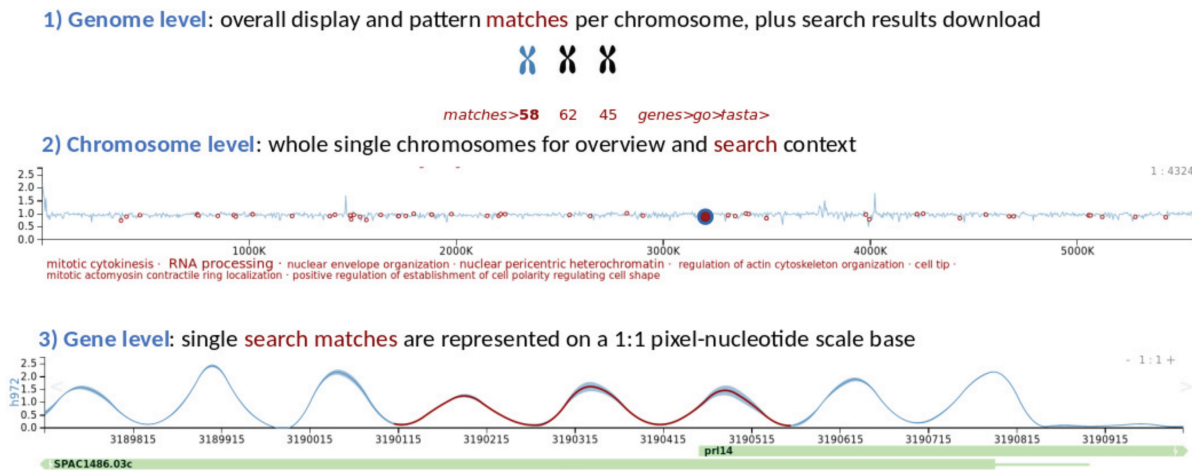 1) Genome level: overall display and pattern matches per chromosome, plus search results download
matches>58 62 45 genes>go>fasta>
2) Chromosome level: whole single chromosomes for overview and search context
1 : 4324
2.5
2.0
1.5
1.0
0.5
0.0
1000K 2000K 3000K 4000K 5000K
mitotic cytokinesis · RNA processing · nuclear envelope organization · nuclear pericentric heterochromatin · regulation of actin cytoskeleton organization · cell tip ·
mitotic actomyosin contractile ring localization · positive regulation of establishment of cell polarity regulating cell shape
3) Gene level: single search matches are represented on a 1:1 pixel-nucleotide scale base
- 1:1 +
h972
2.5
2.0
1.5
1.0
0.5
0.0
3189815 3189915 3190015 3190115 3190215 3190315 3190415 3190515 3190615 3190715 3190815 3190915
prl14
SPAC1486.03c